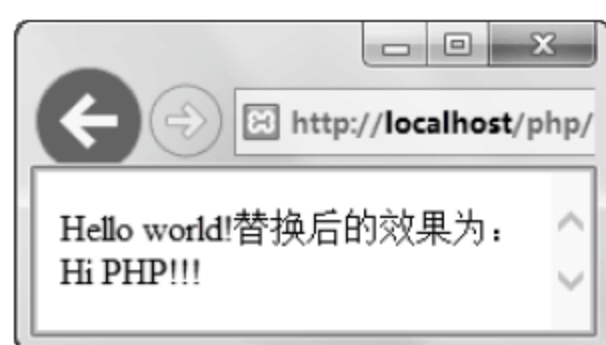 http://localhost/php/
Hello world!替换后的效果为：
Hi PHP!!!